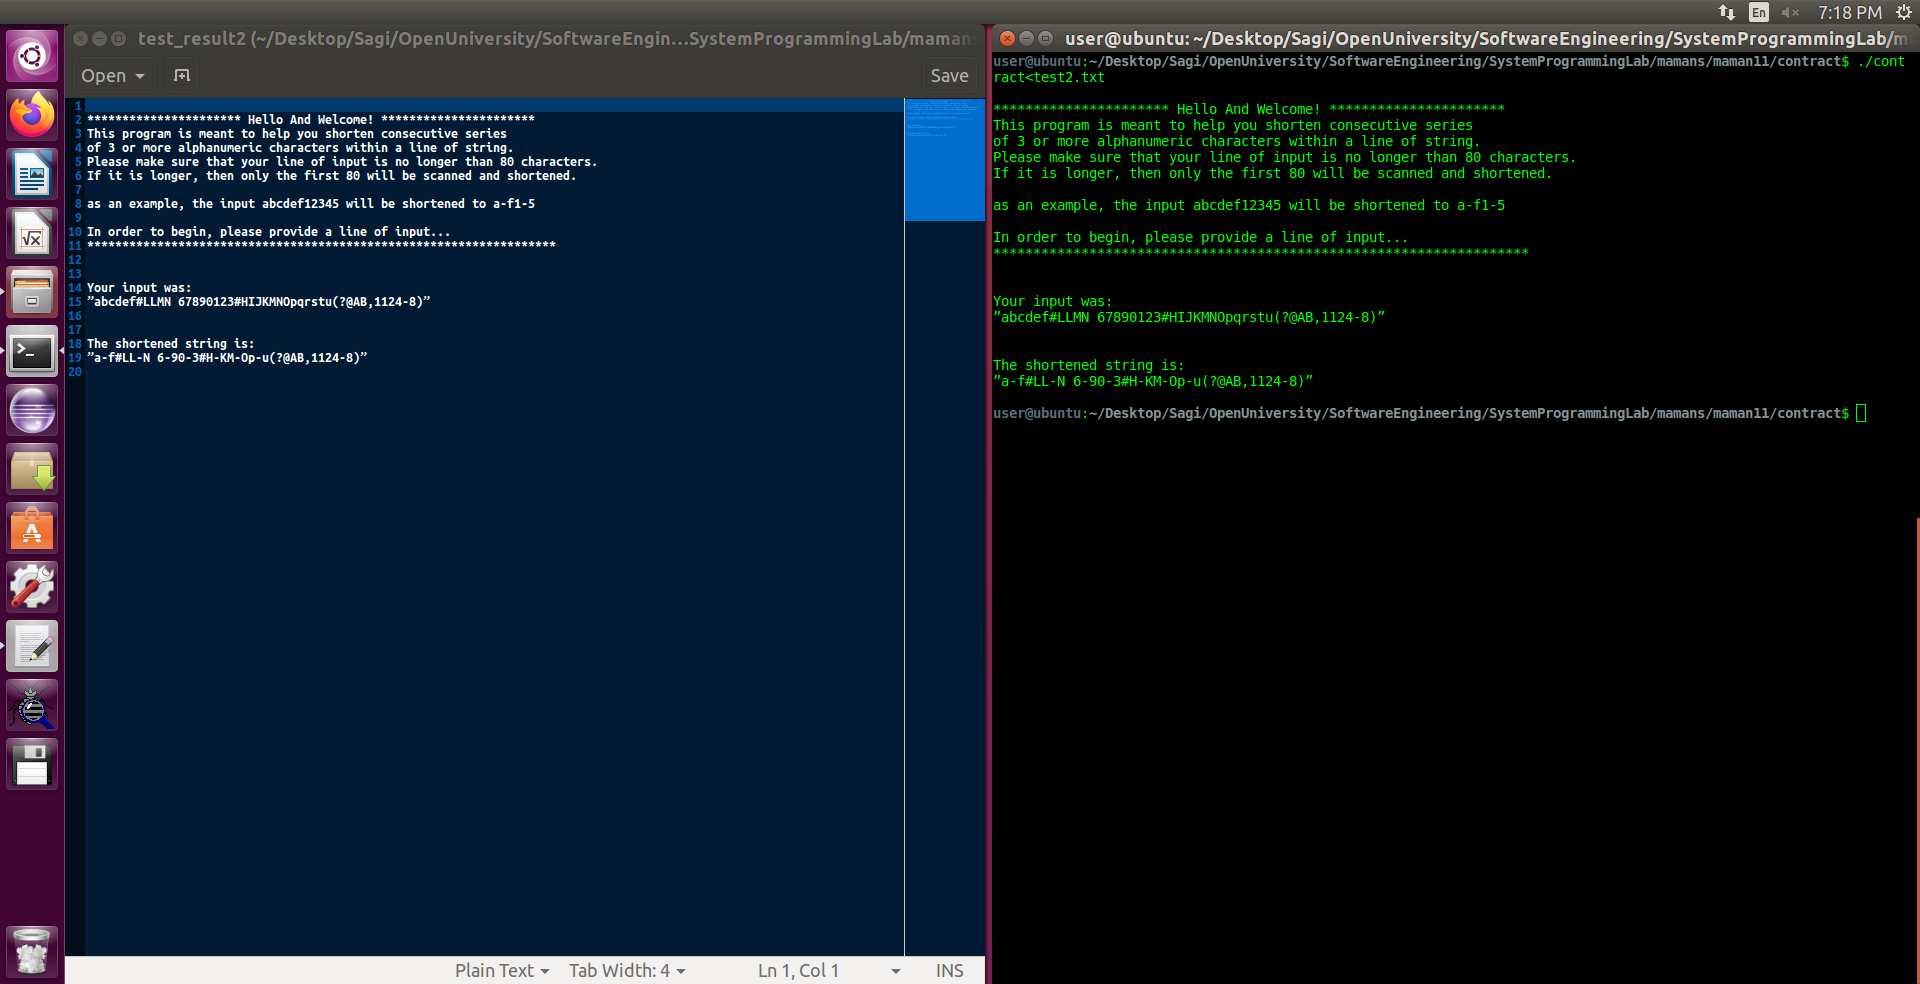 En 7:18 PM
test_result2 (~/Desktop/Sagi/OpenUniversity/SoftwareEngin...SystemProgrammingLab/maman
Open Save
1
2 ********************** Hello And Welcome! **********************
3 This program is meant to help you shorten consecutive series
4 of 3 or more alphanumeric characters within a line of string.
5 Please make sure that your line of input is no longer than 80 characters.
6 If it is longer, then only the first 80 will be scanned and shortened.
7
8 as an example, the input abcdef12345 will be shortened to a-f1-5
9
10 In order to begin, please provide a line of input...
11 *******************************************************************
12
13
14 Your input was:
15 ”abcdef#LLMN 67890123#HIJKMNOpqrstu(?@AB,1124-8)”
16
17
18 The shortened string is:
19 ”a-f#LL-N 6-90-3#H-KM-Op-u(?@AB,1124-8)”
20
Plain Text Tab Width: 4 Ln 1, Col 1 INS
user@ubuntu: ~/Desktop/Sagi/OpenUniversity/SoftwareEngineering/SystemProgrammingLab/m
user@ubuntu:~/Desktop/Sagi/OpenUniversity/SoftwareEngineering/SystemProgrammingLab/mamans/maman11/contract$ ./cont
ract<test2.txt
********************** Hello And Welcome! **********************
This program is meant to help you shorten consecutive series
of 3 or more alphanumeric characters within a line of string.
Please make sure that your line of input is no longer than 80 characters.
If it is longer, then only the first 80 will be scanned and shortened.
as an example, the input abcdef12345 will be shortened to a-f1-5
In order to begin, please provide a line of input...
*******************************************************************
Your input was:
”abcdef#LLMN 67890123#HIJKMNOpqrstu(?@AB,1124-8)”
The shortened string is:
”a-f#LL-N 6-90-3#H-KM-Op-u(?@AB,1124-8)”
user@ubuntu:~/Desktop/Sagi/OpenUniversity/SoftwareEngineering/SystemProgrammingLab/mamans/maman11/contract$